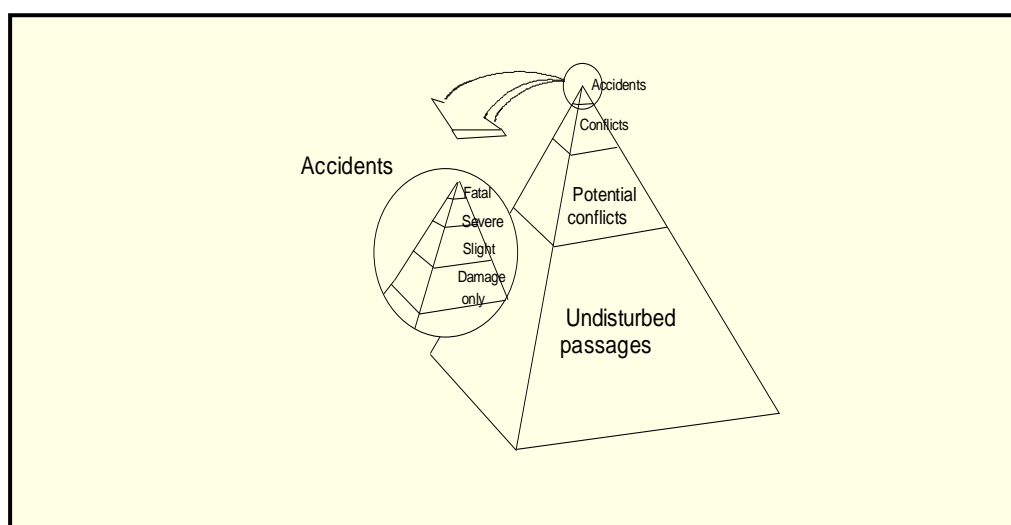 Accidents
Conflicts
Potential
conflicts
Undisturbed
passages
Accidents
Fatal
Severe
Slight
Damage
only